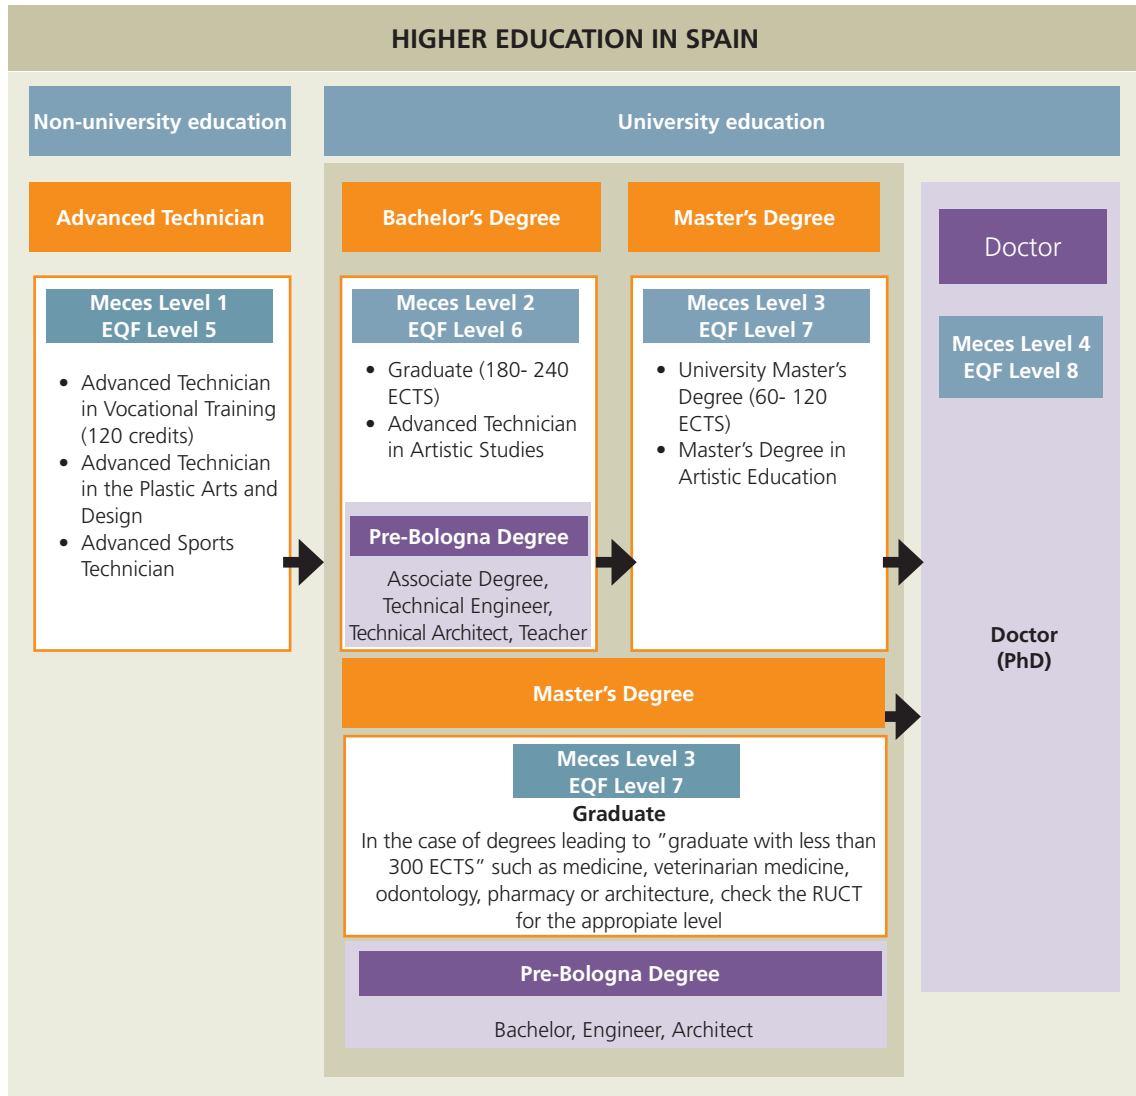 HIGHER EDUCATION IN SPAIN
Non-university education
University education
Advanced Technician
Meces Level 1
EQF Level 5
• Advanced Technician
in Vocational Training
(120 credits)
• Advanced Technician
in the Plastic Arts and
Design
• Advanced Sports
Technician
Bachelor’s Degree
Meces Level 2
EQF Level 6
• Graduate (180- 240
ECTS)
• Advanced Technician
in Artistic Studies
Pre-Bologna Degree
Associate Degree,
Technical Engineer,
Technical Architect, Teacher
Master’s Degree
Meces Level 3
EQF Level 7
• University Master’s
Degree (60- 120
ECTS)
• Master’s Degree in
Artistic Education
Master’s Degree
Meces Level 3
EQF Level 7
Graduate
In the case of degrees leading to ”graduate with less than
300 ECTS” such as medicine, veterinarian medicine,
odontology, pharmacy or architecture, check the RUCT
for the appropiate level
Pre-Bologna Degree
Bachelor, Engineer, Architect
Doctor
Meces Level 4
EQF Level 8
Doctor
(PhD)